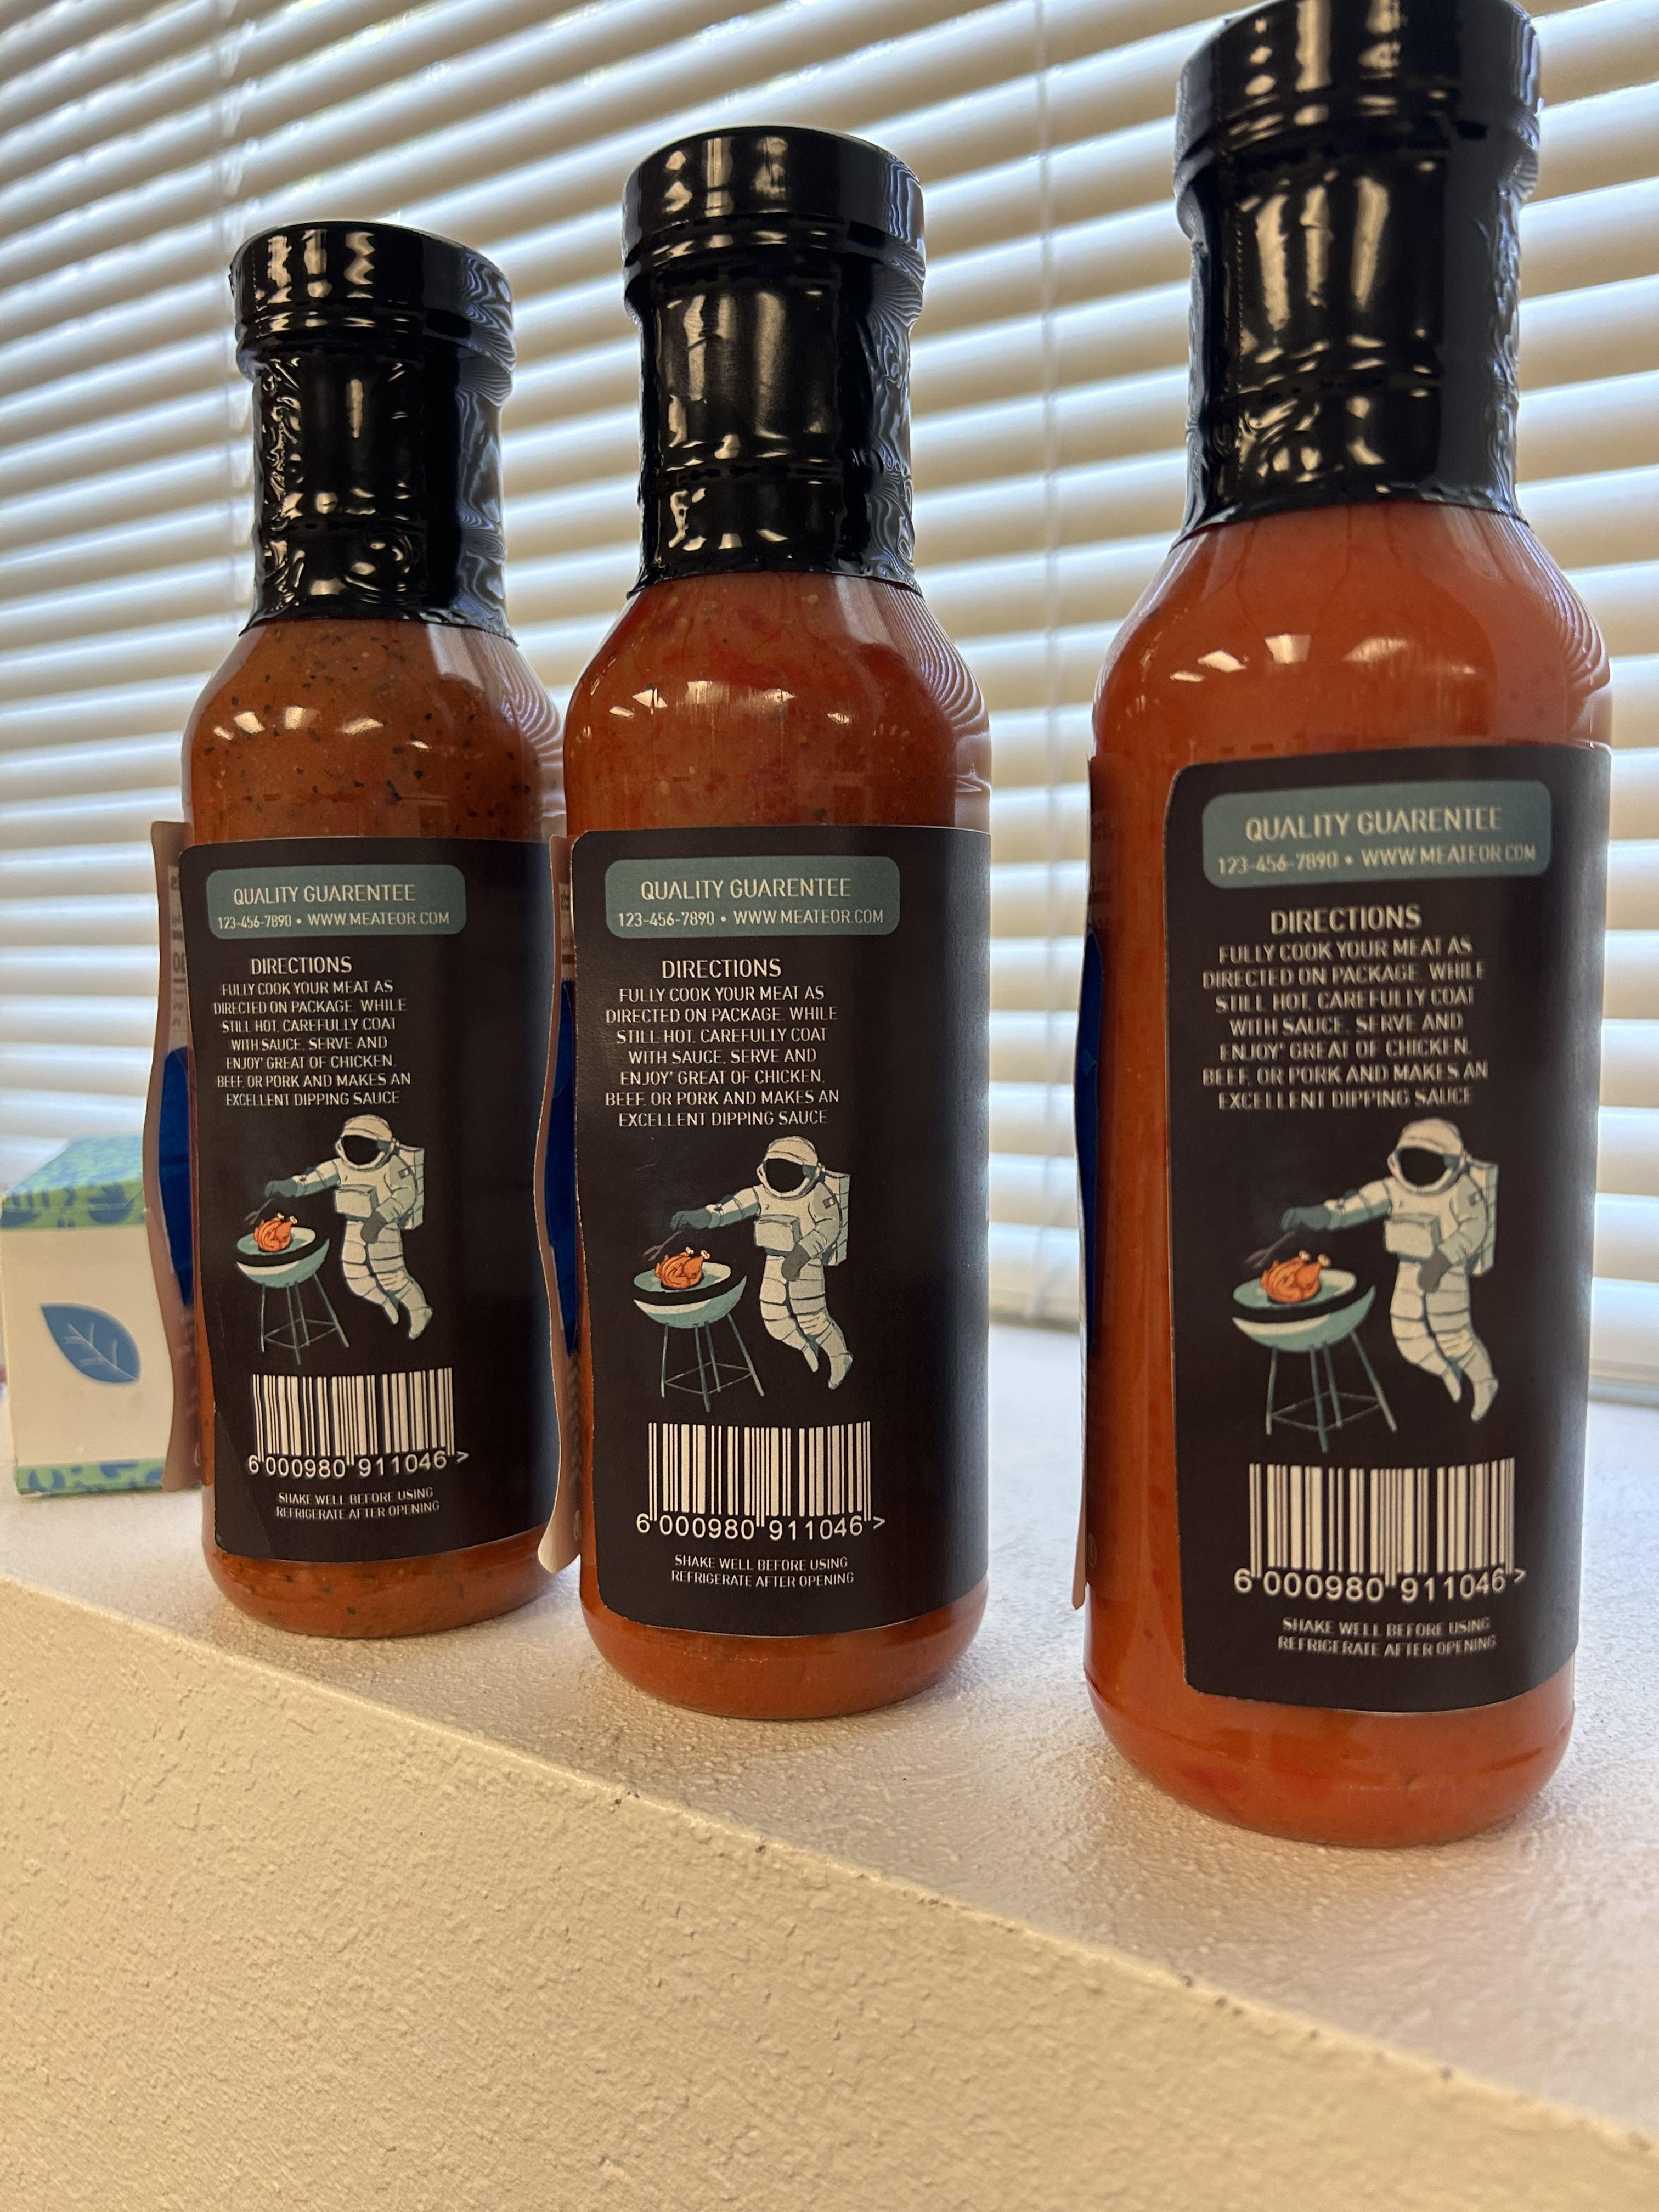 QUALITY GUARENTEE
123-456-7890 • WWW.MEATEOR.COM
DIRECTIONS
FULLY COOK YOUR MEAT AS
DIRECTED ON PACKAGE. WHILE
STILL HOT, CAREFULLY COAT
WITH SAUCE, SERVE AND
ENJOY' GREAT OF CHICKEN,
BEEF, OR PORK AND MAKES AN
EXCELLENT DIPPING SAUCE
6 000980 911046 >
SHAKE WELL BEFORE USING
REFRIGERATE AFTER OPENING
QUALITY GUARENTEE
123-456-7890 • WWW.MEATEOR.COM
DIRECTIONS
FULLY COOK YOUR MEAT AS
DIRECTED ON PACKAGE. WHILE
STILL HOT, CAREFULLY COAT
WITH SAUCE, SERVE AND
ENJOY' GREAT OF CHICKEN,
BEEF, OR PORK AND MAKES AN
EXCELLENT DIPPING SAUCE
6 000980 911046 >
SHAKE WELL BEFORE USING
REFRIGERATE AFTER OPENING
QUALITY GUARENTEE
123-456-7890 • WWW.MEATEOR.COM
DIRECTIONS
FULLY COOK YOUR MEAT AS
DIRECTED ON PACKAGE. WHILE
STILL HOT, CAREFULLY COAT
WITH SAUCE, SERVE AND
ENJOY' GREAT OF CHICKEN,
BEEF, OR PORK AND MAKES AN
EXCELLENT DIPPING SAUCE
6 000980 911046 >
SHAKE WELL BEFORE USING
REFRIGERATE AFTER OPENING